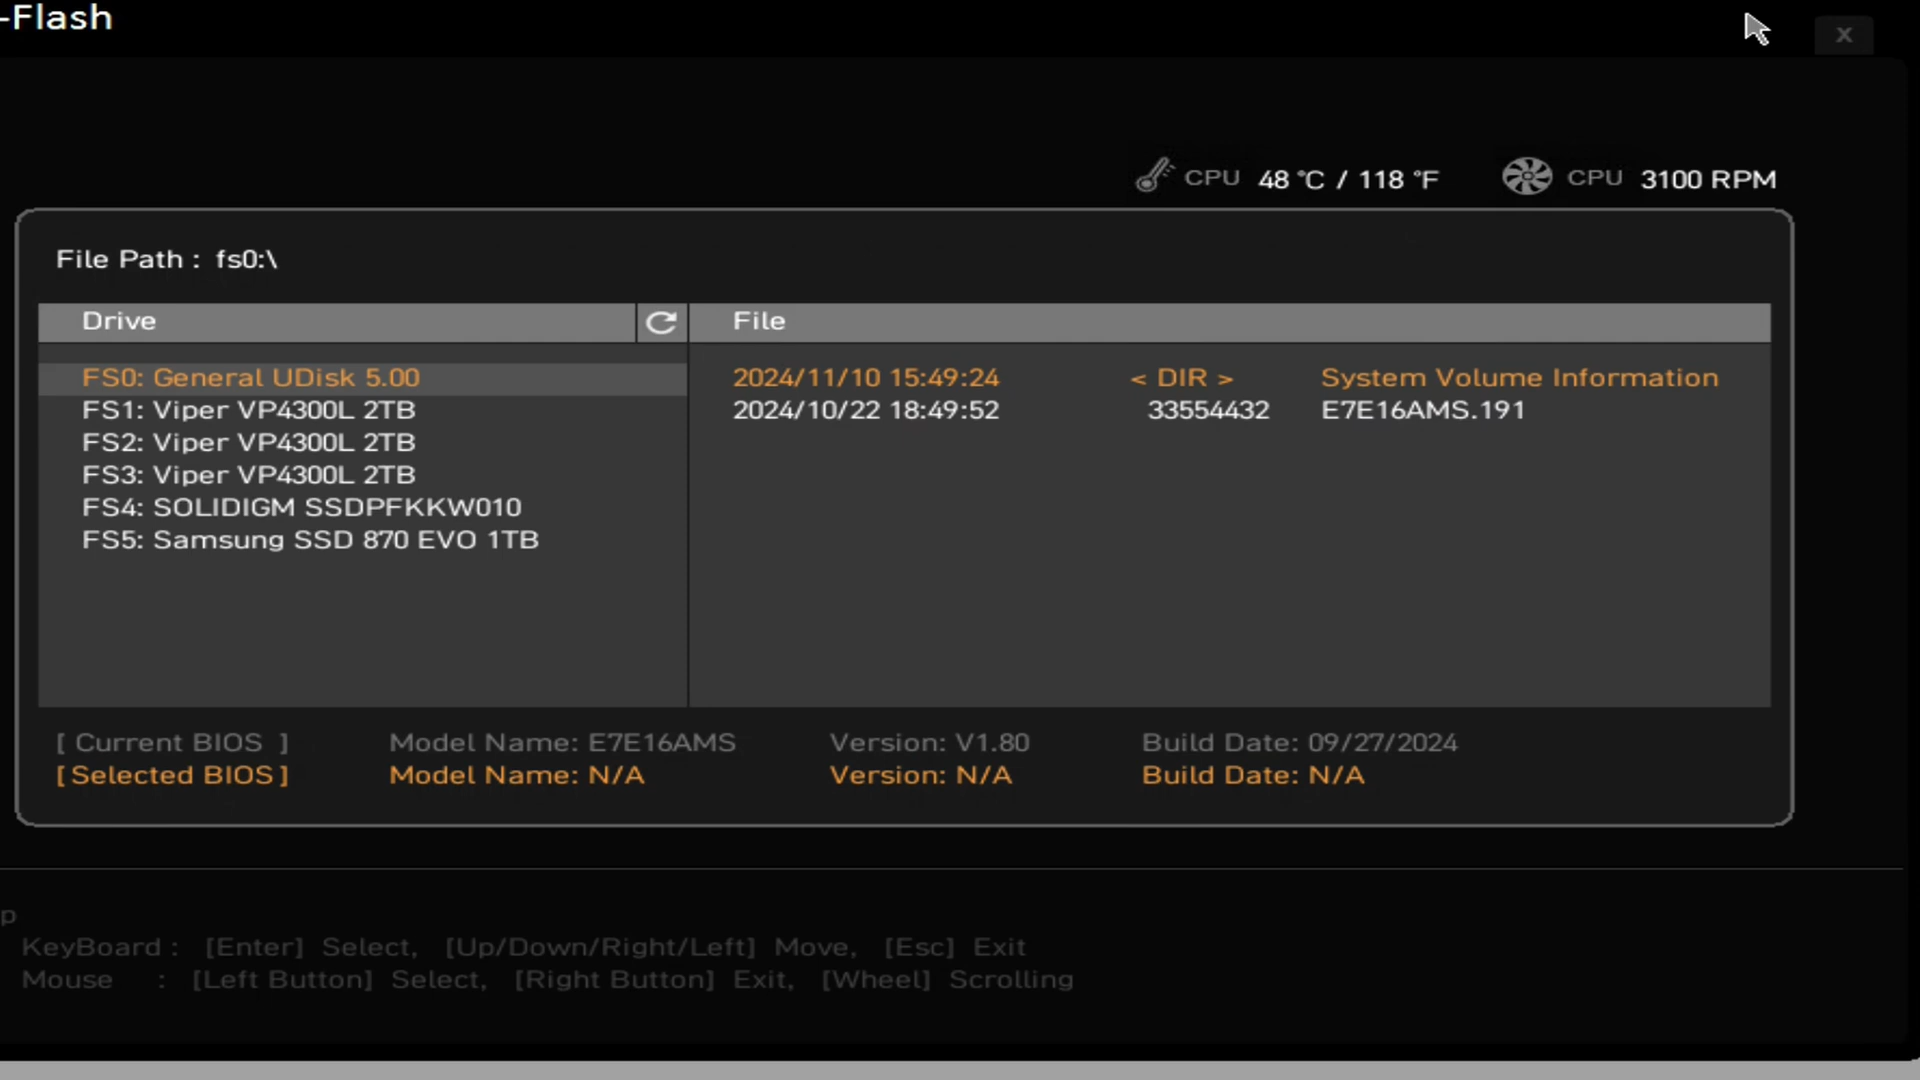 -Flash
x
CPU 48 °C / 118 °F CPU 3100 RPM
File Path : fs0:\
Drive File
FS0: General UDisk 5.00 2024/11/10 15:49:24 < DIR > System Volume Information
FS1: Viper VP4300L 2TB 2024/10/22 18:49:52 33554432 E7E16AMS.191
FS2: Viper VP4300L 2TB
FS3: Viper VP4300L 2TB
FS4: SOLIDIGM SSDPFKKW010
FS5: Samsung SSD 870 EVO 1TB
[ Current BIOS ] Model Name: E7E16AMS Version: V1.80 Build Date: 09/27/2024
[Selected BIOS] Model Name: N/A Version: N/A Build Date: N/A
p
KeyBoard : [Enter] Select, [Up/Down/Right/Left] Move, [Esc] Exit
Mouse : [Left Button] Select, [Right Button] Exit, [Wheel] Scrolling